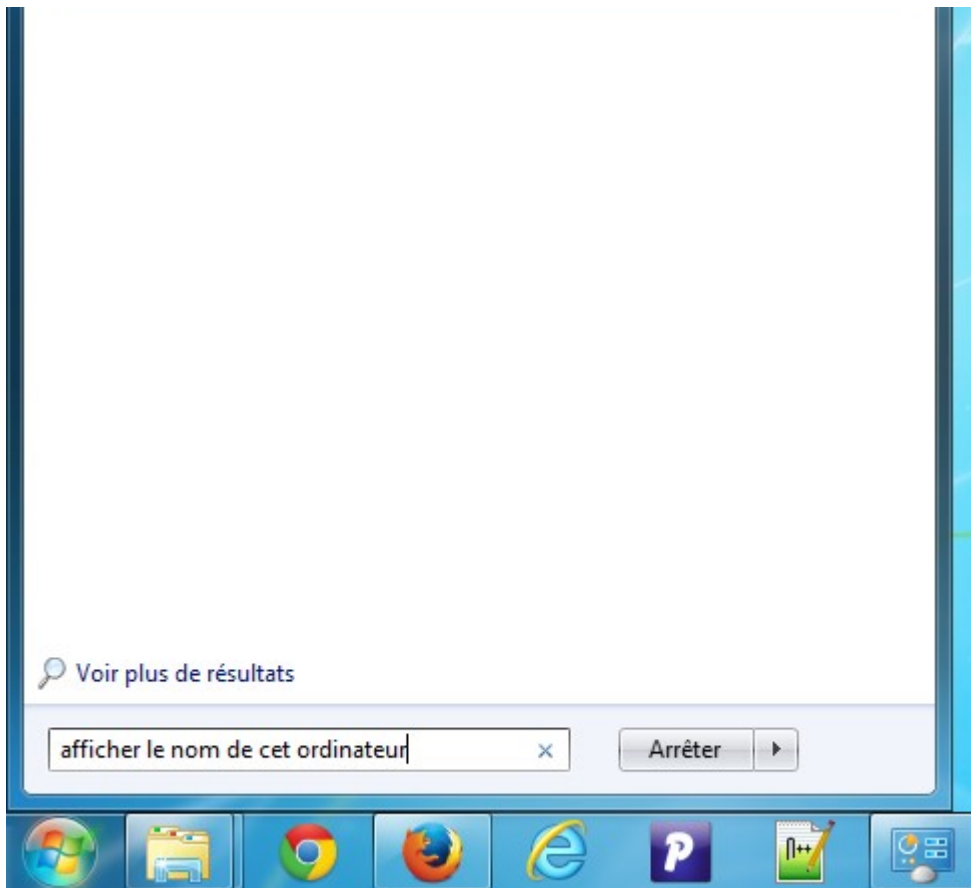 Voir plus de résultats
afficher le nom de cet ordinateur
Arrêter
P
n++